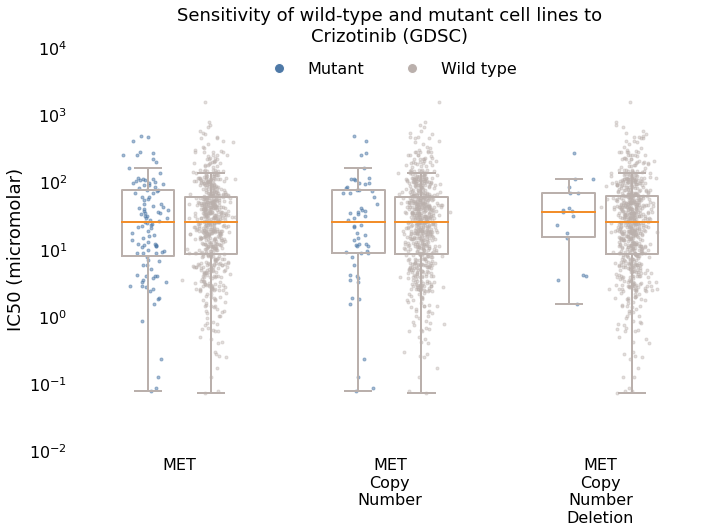 Sensitivity of wild-type and mutant cell lines to
Crizotinib (GDSC)
Mutant
Wild type
IC50 (micromolar)
10⁴
10³
10²
10¹
10⁰
10⁻¹
10⁻²
MET
MET
Copy
Number
MET
Copy
Number
Deletion